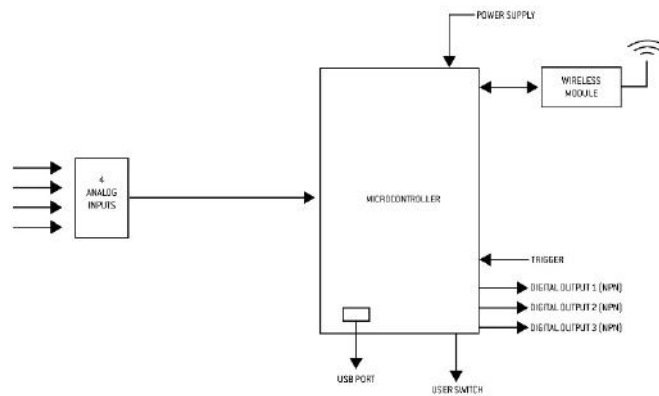 POWER SUPPLY
WIRELESS
MODULE
4
ANALOG
INPUTS
MICROCONTROLLER
TRIGGER
DIGITAL OUTPUT 1 (NPN)
DIGITAL OUTPUT 2 (NPN)
DIGITAL OUTPUT 3 (NPN)
USB PORT
USER SWITCH